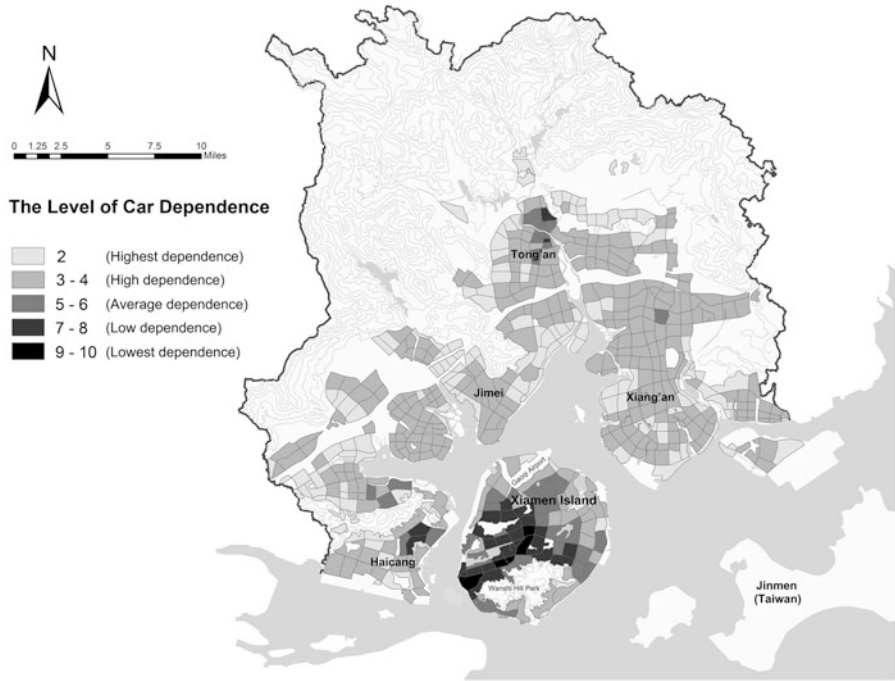 N
0 1.25 2.5 5 7.5 10
Miles
The Level of Car Dependence
2 (Highest dependence)
3 - 4 (High dependence)
5 - 6 (Average dependence)
7 - 8 (Low dependence)
9 - 10 (Lowest dependence)
Tong'an
Jimei
Xiang'an
Gaoqi Airport
Xiamen Island
Haicang
Wanshi Hill Park
Jinmen
(Taiwan)